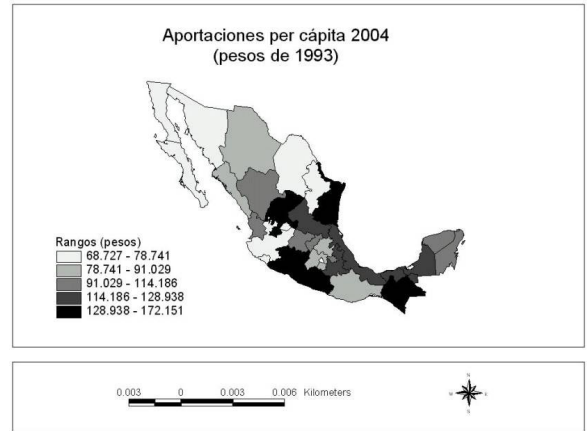 Aportaciones per cápita 2004
(pesos de 1993)
Rangos (pesos)
68.727 - 78.741
78.741 - 91.029
91.029 - 114.186
114.186 - 128.938
128.938 - 172.151
0.003 0 0.003 0.006 Kilometers
N
W E
S